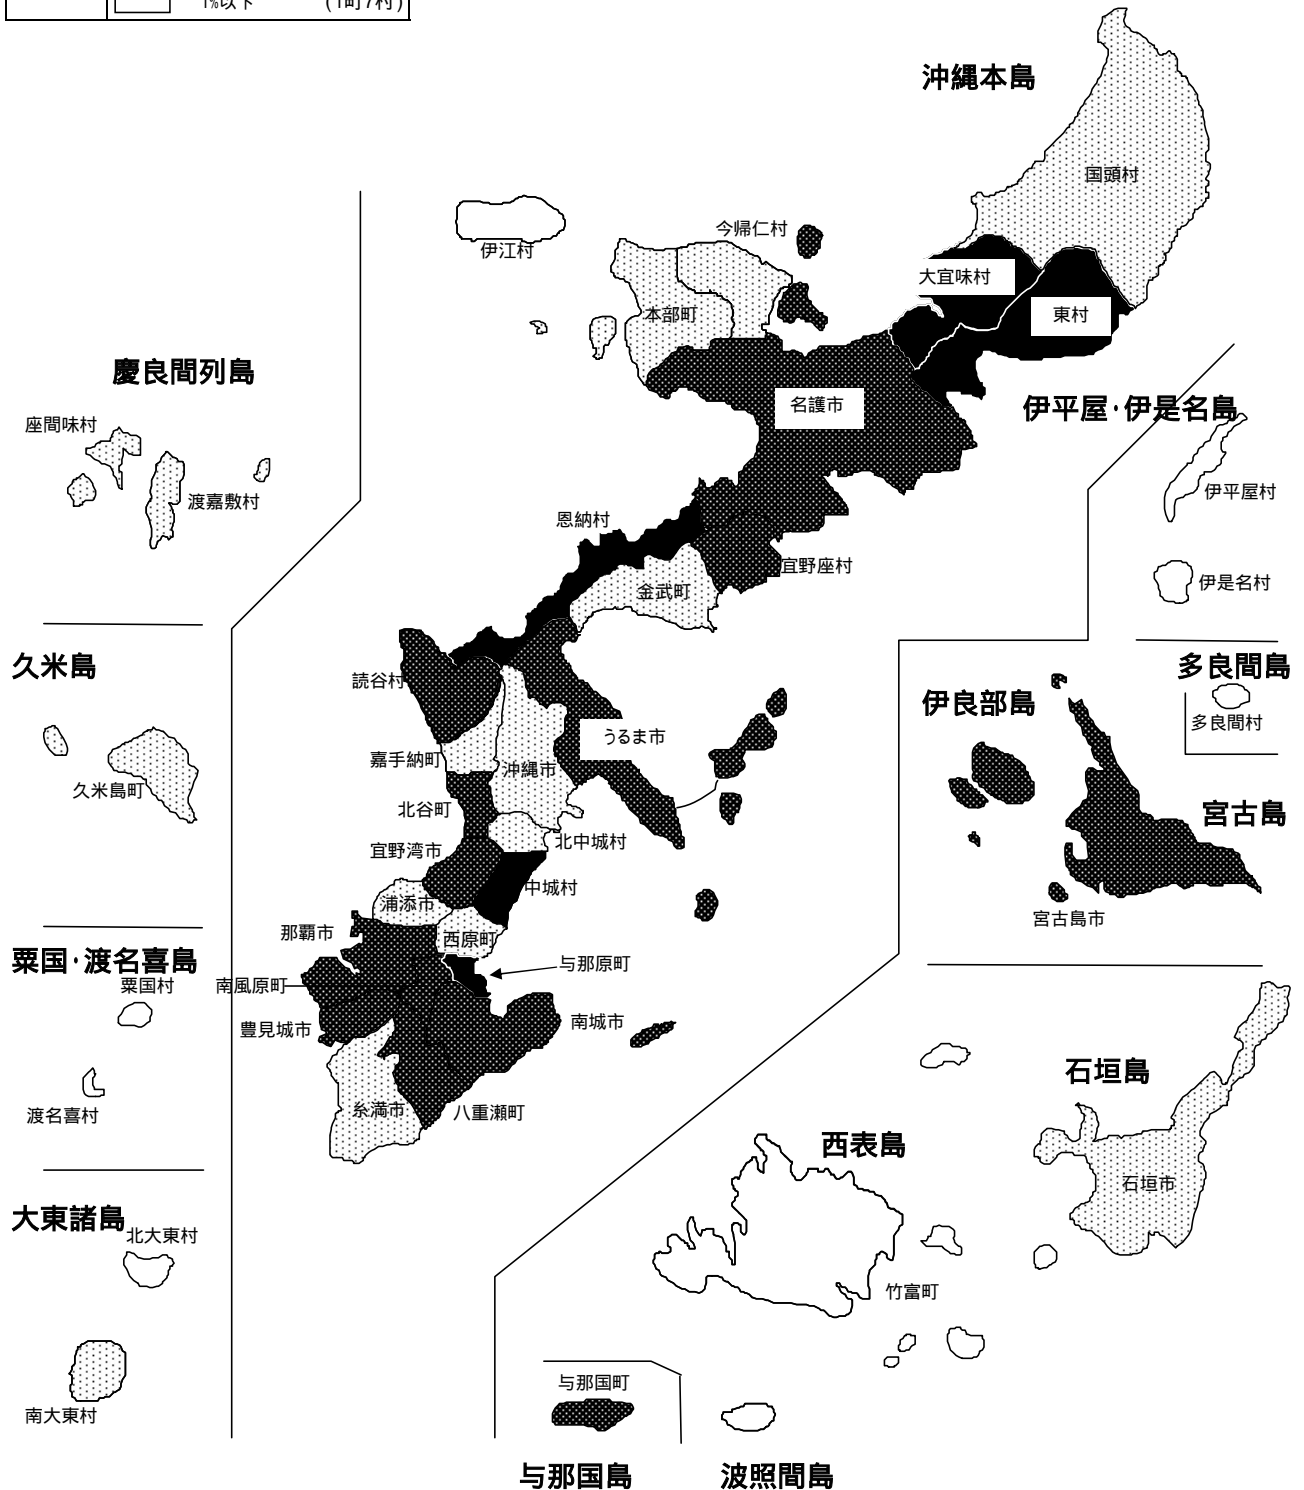 1%以下 (1町7村)
沖縄本島
国頭村
今帰仁村
伊江村
大宜味村
本部町
東村
慶良間列島
名護市
伊平屋・伊是名島
座間味村
伊平屋村
渡嘉敷村
恩納村
宜野座村
伊是名村
金武町
久米島
多良間島
読谷村
伊良部島
多良間村
うるま市
嘉手納町
沖縄市
久米島町
北谷町
宮古島
北中城村
宜野湾市
中城村
浦添市
宮古島市
那覇市
西原町
粟国・渡名喜島
与那原町
粟国村
南風原町
南城市
豊見城市
石垣島
糸満市
八重瀬町
渡名喜村
西表島
石垣市
大東諸島
北大東村
竹富町
与那国町
南大東村
与那国島
波照間島